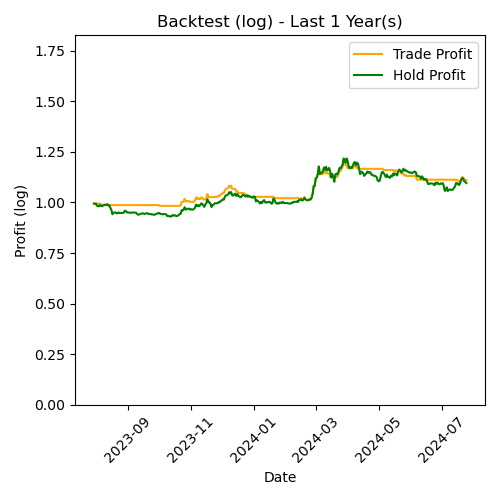 Backtest (log) - Last 1 Year(s)
Trade Profit
Hold Profit
Profit (log)
1.75
1.50
1.25
1.00
0.75
0.50
0.25
0.00
2023-09
2023-11
2024-01
2024-03
2024-05
2024-07
Date